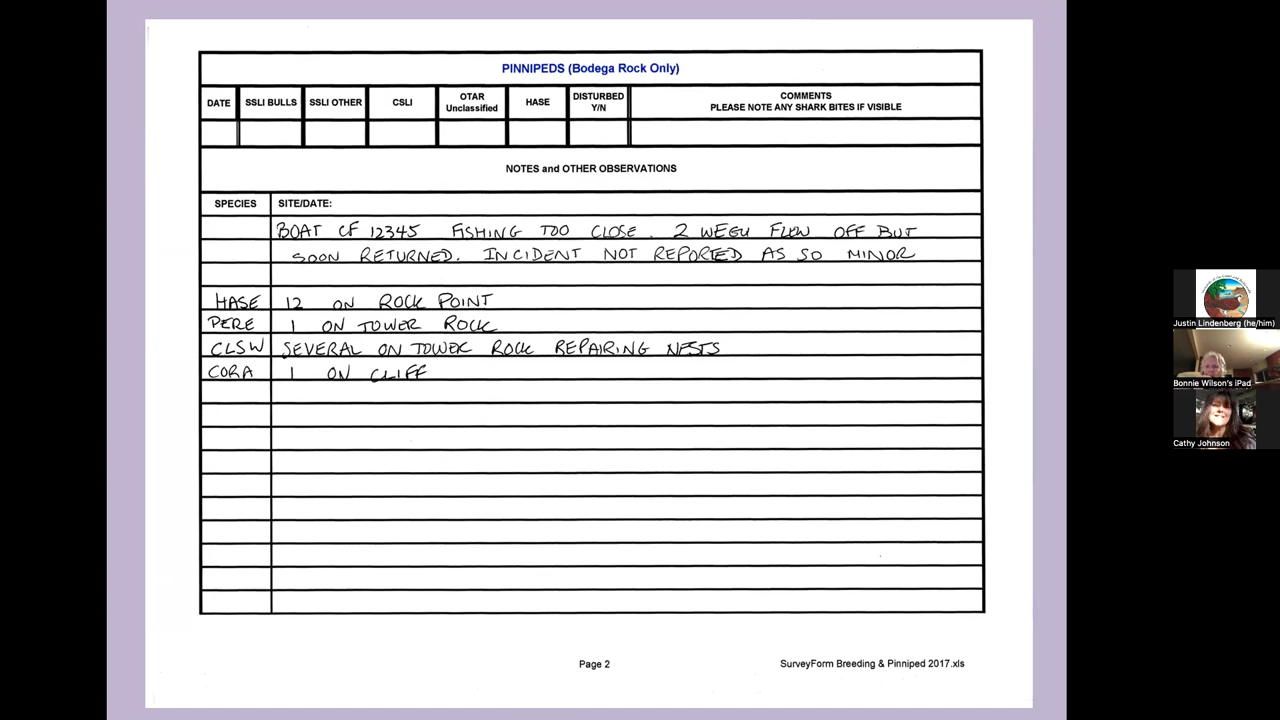 PINNIPEDS (Bodega Rock Only)
DATE SSLI BULLS SSLI OTHER CSLI OTAR Unclassified HASE DISTURBED Y/N COMMENTS PLEASE NOTE ANY SHARK BITES IF VISIBLE
NOTES and OTHER OBSERVATIONS
SPECIES SITE/DATE:
BOAT CF 12345 FISHING TOO CLOSE. 2 WEGU FLEW OFF BUT
SOON RETURNED. INCIDENT NOT REPORTED AS SO MINOR
HASE 12 ON ROCK POINT
PERE 1 ON TOWER ROCK
CLSW SEVERAL ON TOWER ROCK REPAIRING NESTS
CORA 1 ON CLIFF
Page 2 SurveyForm Breeding & Pinniped 2017.xls
Justin Lindenberg (he/him)
Bonnie Wilson's iPad
Cathy Johnson